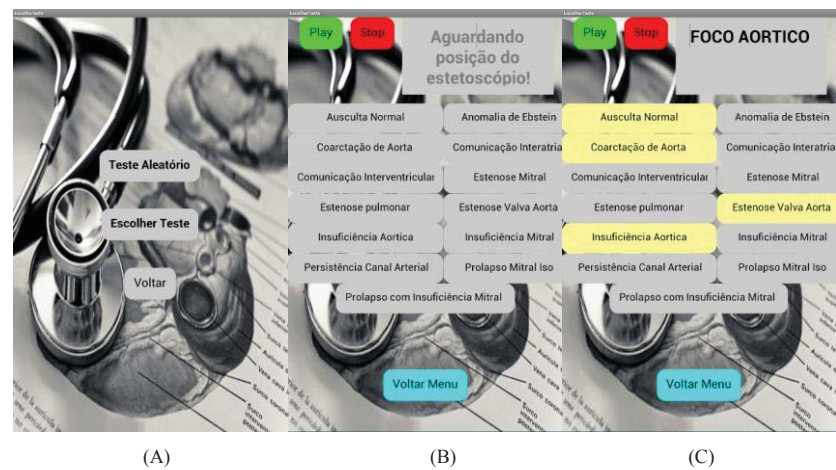 Escolher Teste
Teste Aleatório
Escolher Teste
Voltar
Escolher Teste
Play
Stop
Aguardando
posição do
estetoscópio!
Ausculta Normal
Anomalia de Ebstein
Coarctação de Aorta
Comunicação Interatria
Comunicação Interventricular
Estenose Mitral
Estenose pulmonar
Estenose Valva Aorta
Insuficiência Aortica
Insuficiência Mitral
Persistência Canal Arterial
Prolapso Mitral Iso
Prolapso com Insuficiência Mitral
Voltar Menu
Escolher Teste
Play
Stop
FOCO AORTICO
Ausculta Normal
Anomalia de Ebstein
Coarctação de Aorta
Comunicação Interatria
Comunicação Interventricular
Estenose Mitral
Estenose pulmonar
Estenose Valva Aorta
Insuficiência Aortica
Insuficiência Mitral
Persistência Canal Arterial
Prolapso Mitral Iso
Prolapso com Insuficiência Mitral
Voltar Menu
(A)
(B)
(C)